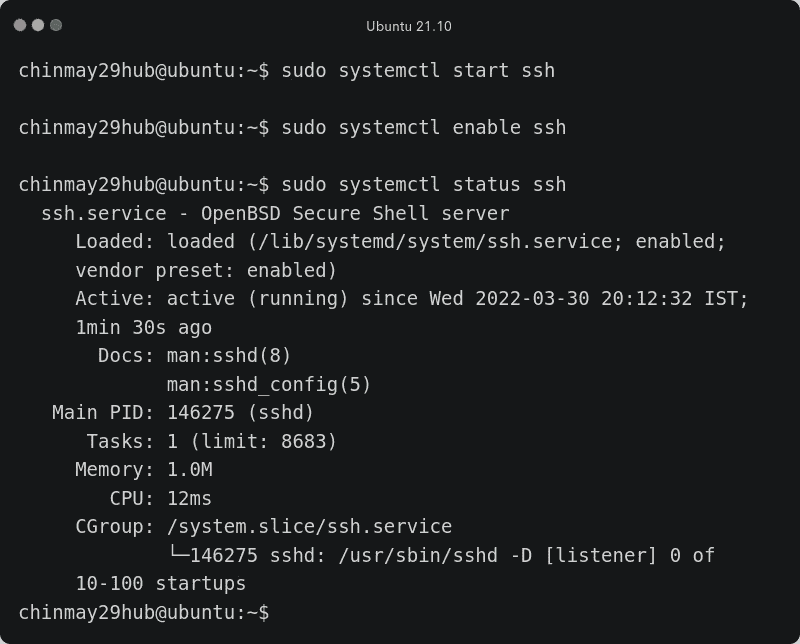 Ubuntu 21.10
chinmay29hub@ubuntu:~$ sudo systemctl start ssh
chinmay29hub@ubuntu:~$ sudo systemctl enable ssh
chinmay29hub@ubuntu:~$ sudo systemctl status ssh
ssh.service - OpenBSD Secure Shell server
Loaded: loaded (/lib/systemd/system/ssh.service; enabled;
vendor preset: enabled)
Active: active (running) since Wed 2022-03-30 20:12:32 IST;
1min 30s ago
Docs: man:sshd(8)
man:sshd_config(5)
Main PID: 146275 (sshd)
Tasks: 1 (limit: 8683)
Memory: 1.0M
CPU: 12ms
CGroup: /system.slice/ssh.service
└─146275 sshd: /usr/sbin/sshd -D [listener] 0 of
10-100 startups
chinmay29hub@ubuntu:~$